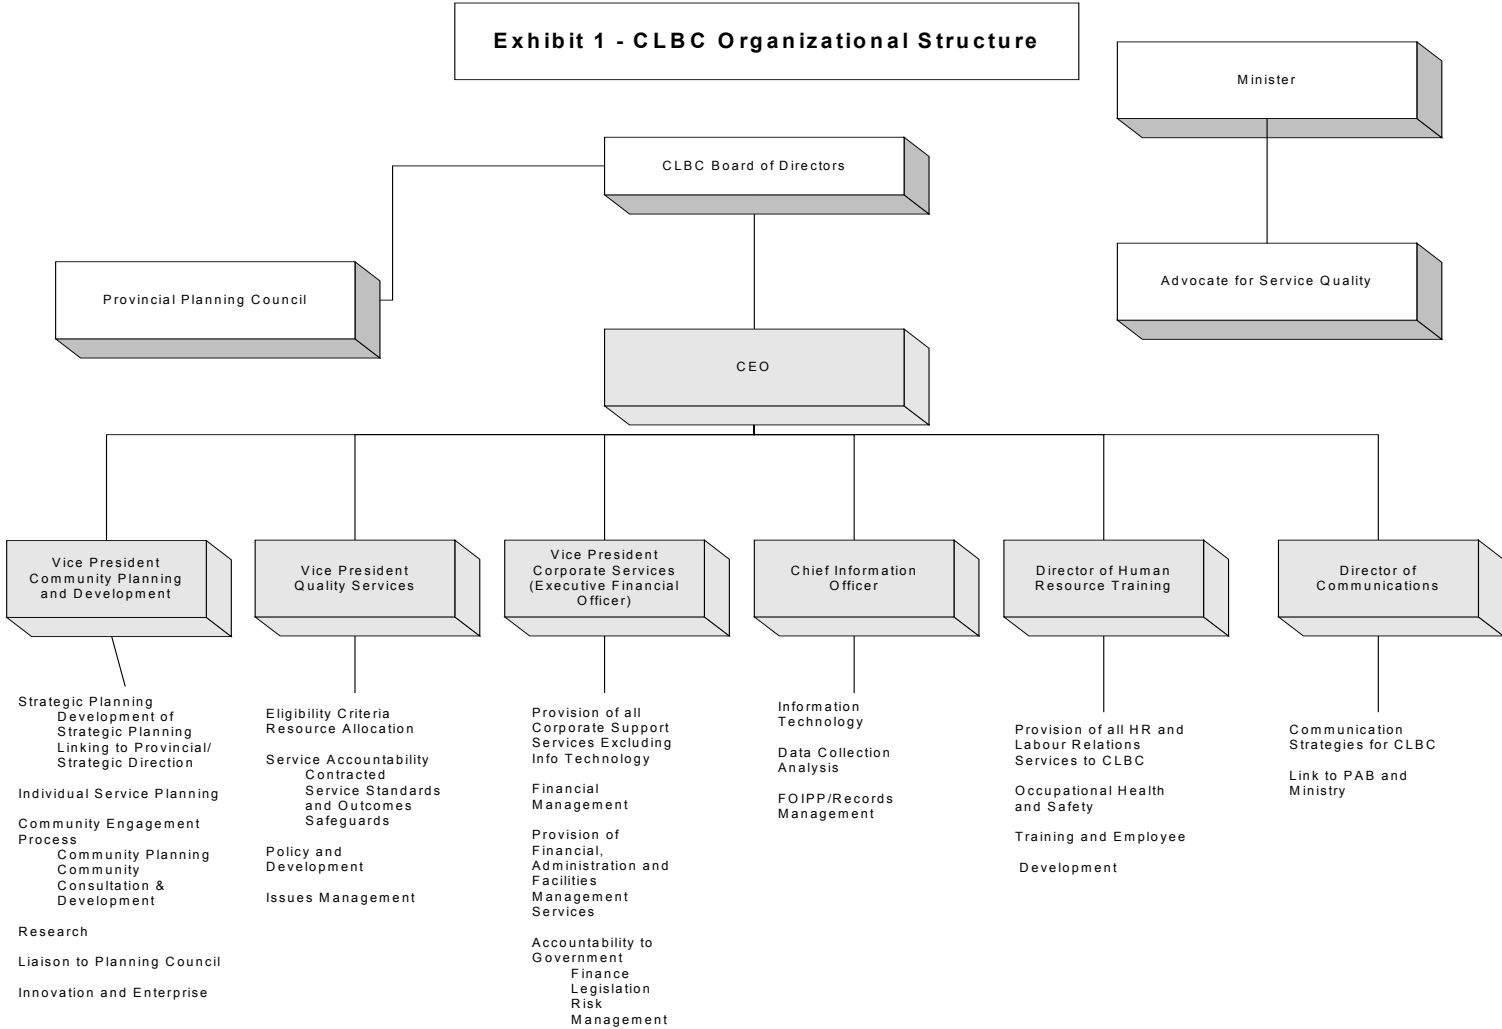 Exhibit 1 - CLBC Organizational Structure
Minister
CLBC Board of Directors
Provincial Planning Council
Advocate for Service Quality
CEO
Vice President
Community Planning
and Development
Vice President
Quality Services
Vice President
Corporate Services
(Executive Financial
Officer)
Chief Information
Officer
Director of Human
Resource Training
Director of
Communications
Strategic Planning
Development of
Strategic Planning
Linking to Provincial/
Strategic Direction
Individual Service Planning
Community Engagement
Process
Community Planning
Community
Consultation &
Development
Research
Liaison to Planning Council
Innovation and Enterprise
Eligibility Criteria
Resource Allocation
Service Accountability
Contracted
Service Standards
and Outcomes
Safeguards
Policy and
Development
Issues Management
Provision of all
Corporate Support
Services Excluding
Info Technology
Financial
Management
Provision of
Financial,
Administration and
Facilities
Management
Services
Accountability to
Government
Finance
Legislation
Risk
Management
Information
Technology
Data Collection
Analysis
FOIPP/Records
Management
Provision of all HR and
Labour Relations
Services to CLBC
Occupational Health
and Safety
Training and Employee
Development
Communication
Strategies for CLBC
Link to PAB and
Ministry